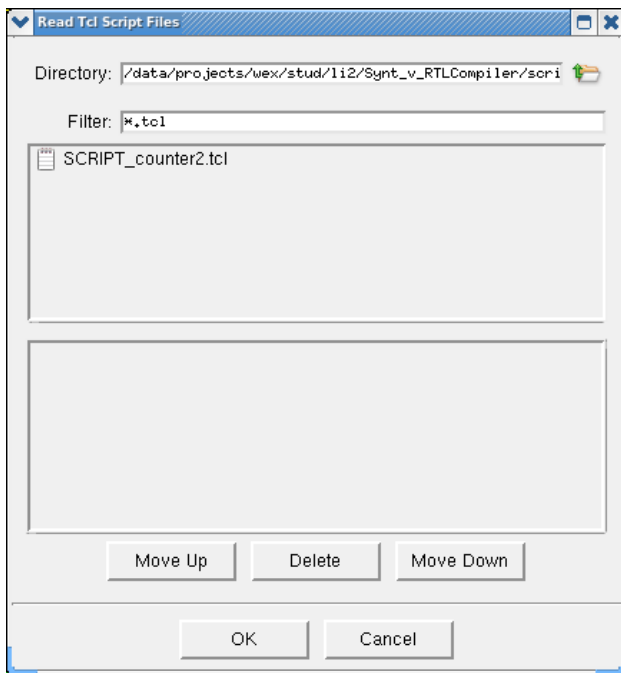 Read Tcl Script Files
Directory: /data/projects/wex/stud/li2/Synt_v_RTLCompiler/scri
Filter: *.tcl
SCRIPT_counter2.tcl
Move Up Delete Move Down
OK Cancel